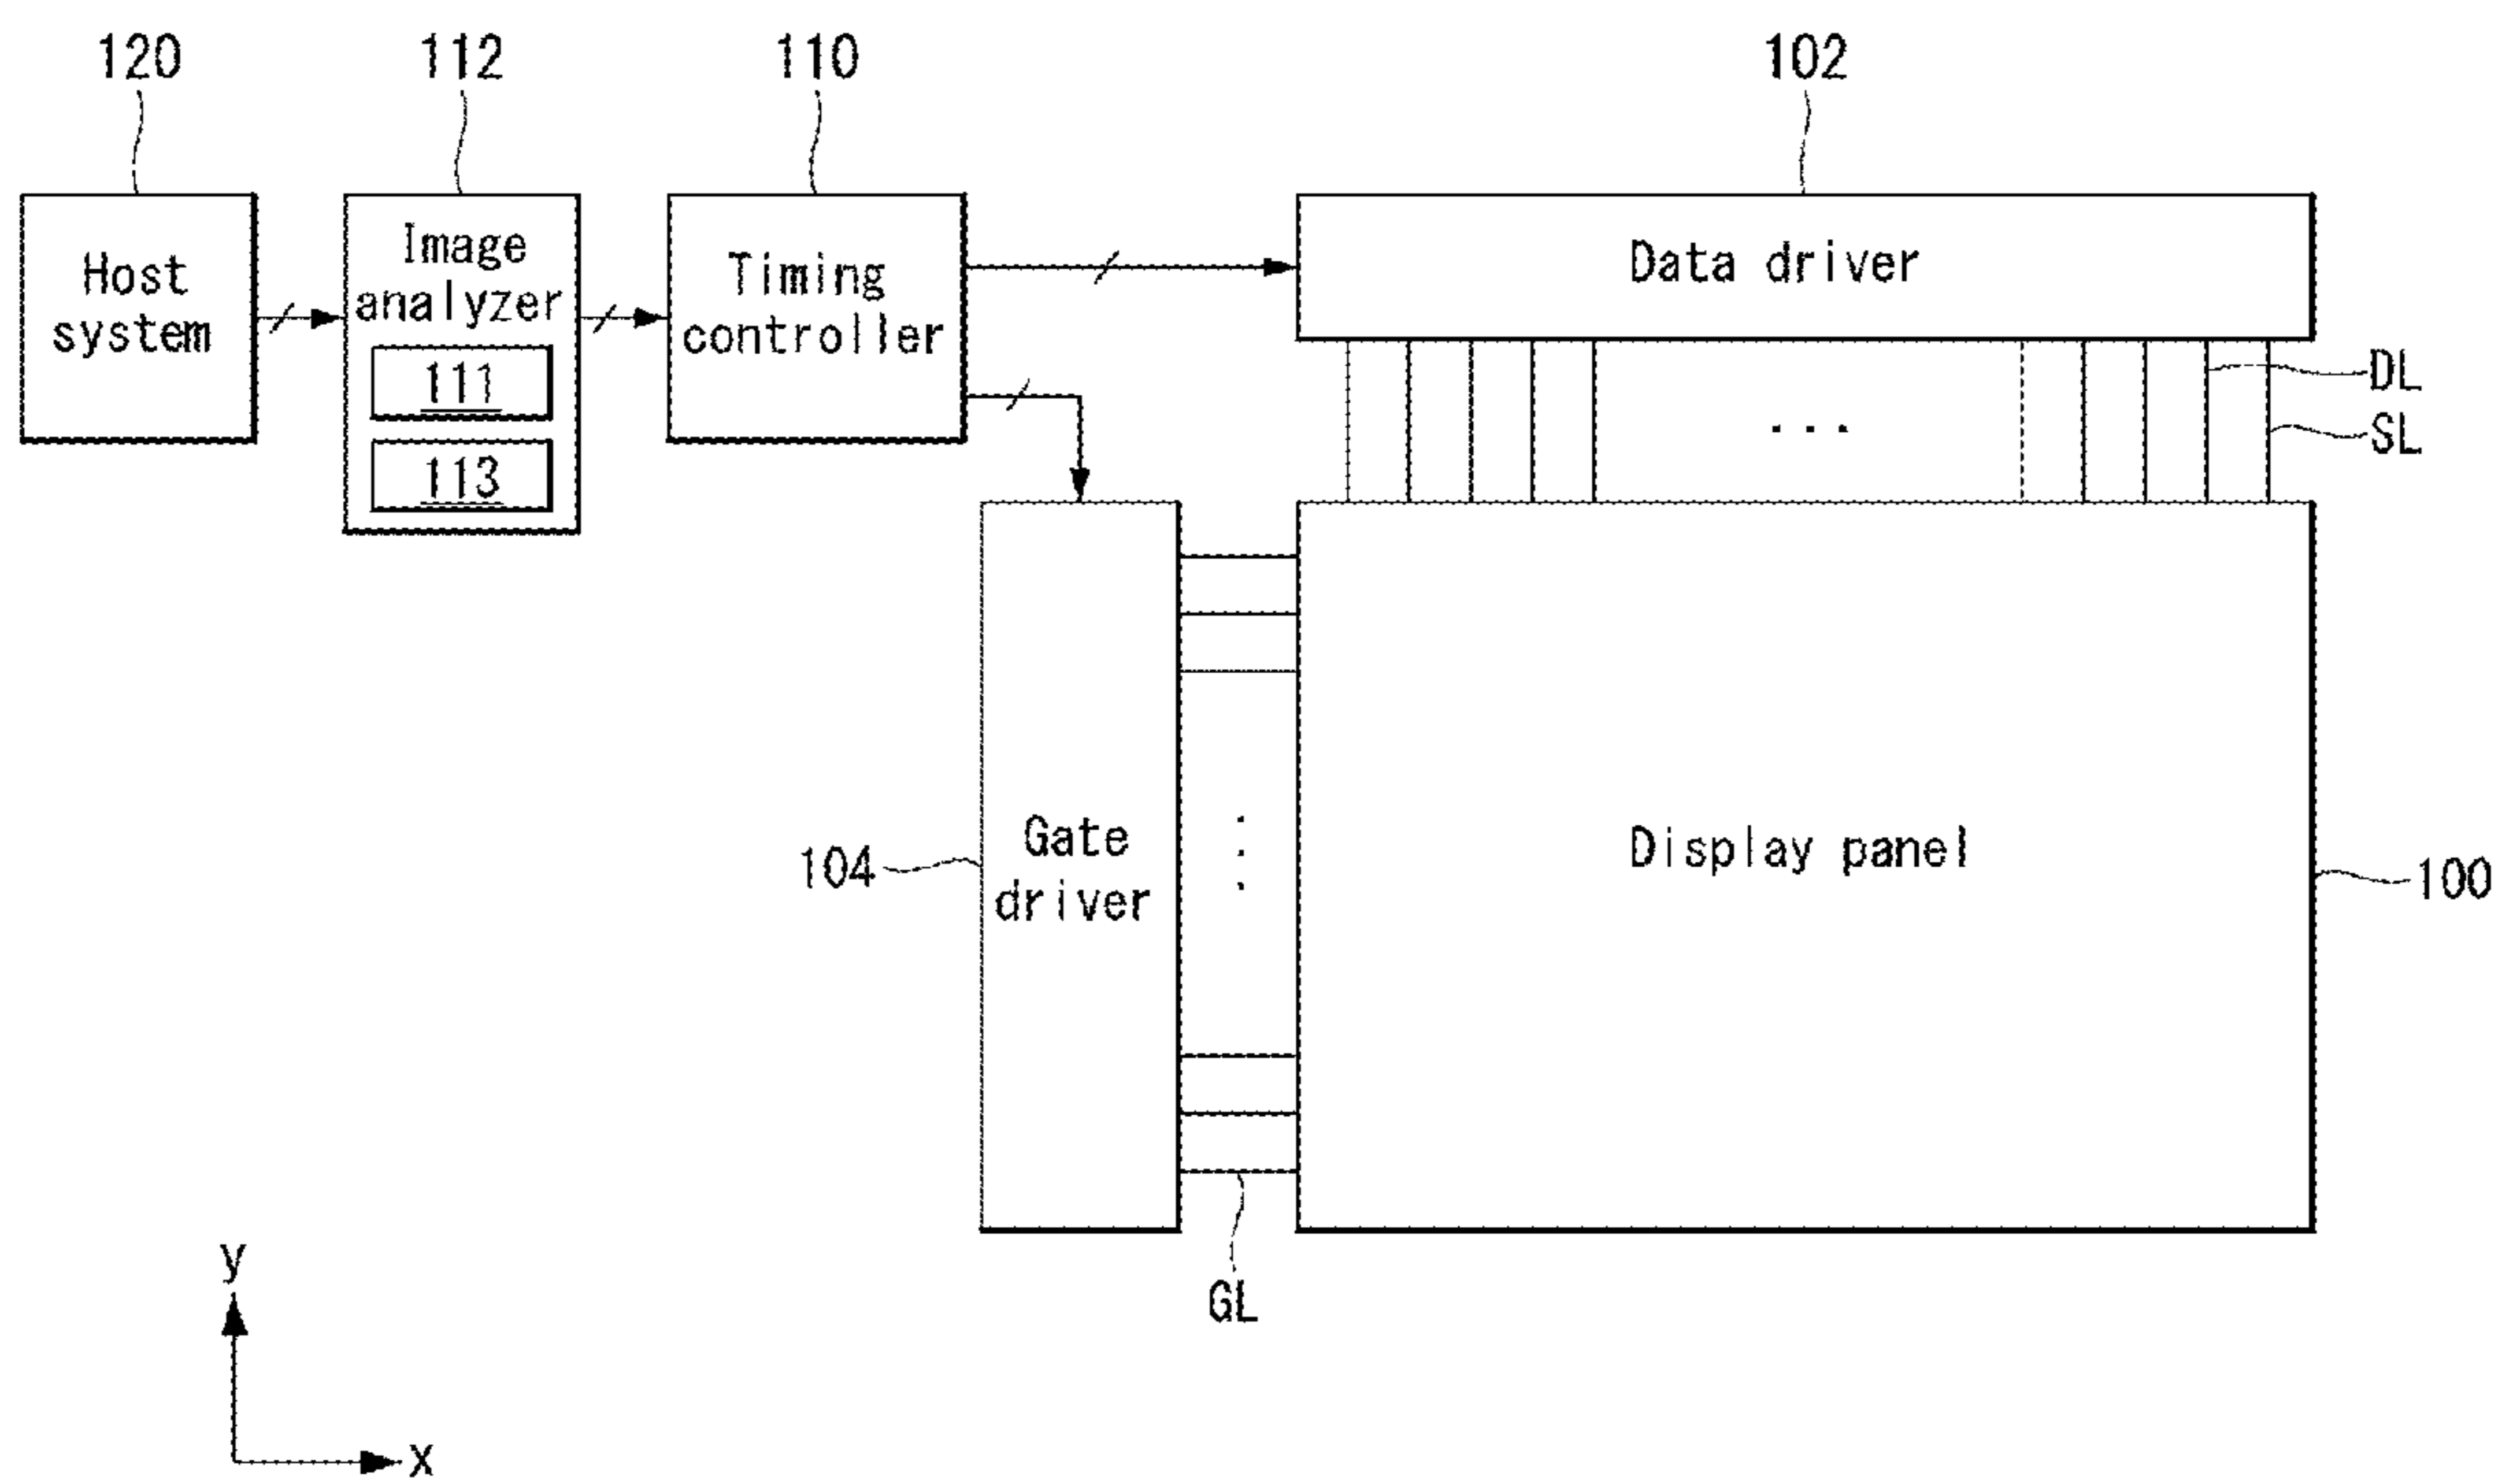 120
112
110
102
Host
system
Image
analyzer
111
113
Timing
controller
Data driver
DL
SL
...
104
Gate
driver
Display panel
100
GL
y
x